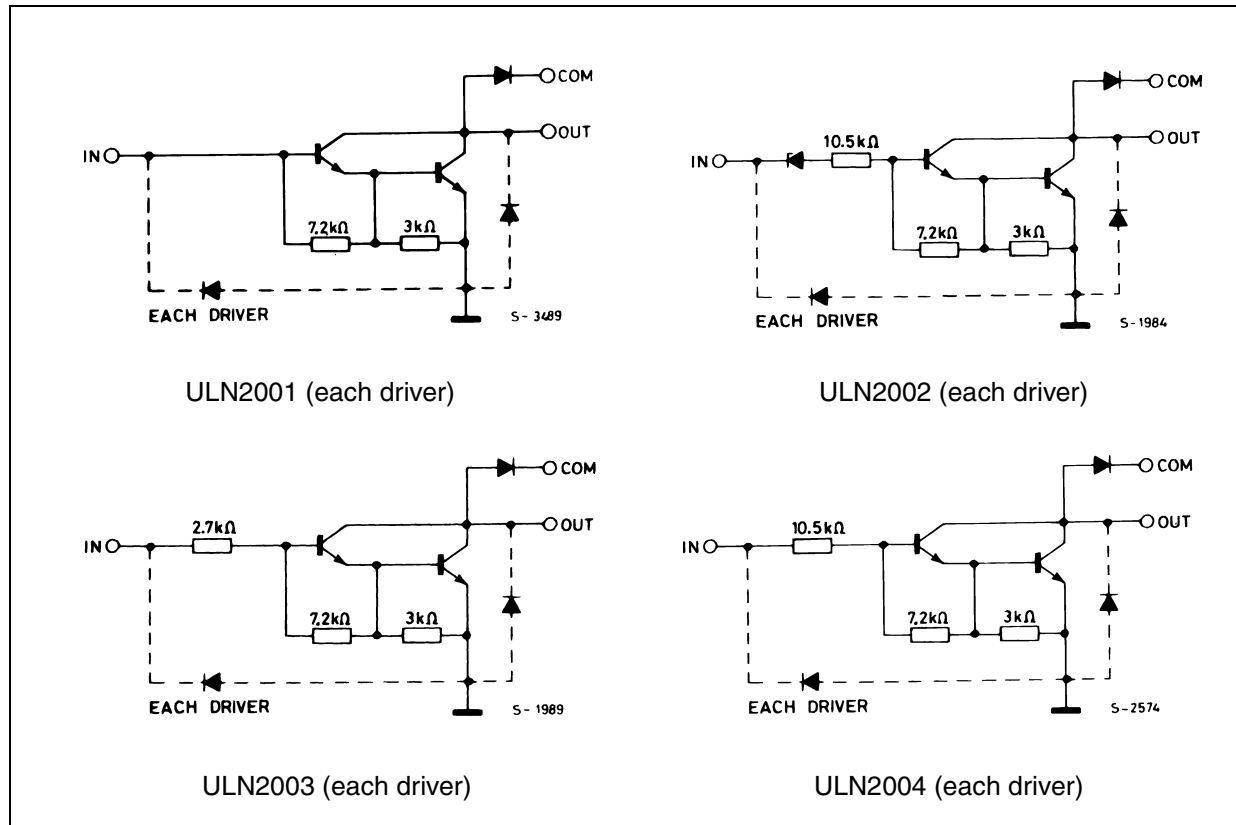 COM
OUT
IN
7.2kΩ 3kΩ
EACH DRIVER
S- 3489
ULN2001 (each driver)
COM
OUT
10.5kΩ
IN
7.2kΩ 3kΩ
EACH DRIVER
S-1984
ULN2002 (each driver)
COM
OUT
2.7kΩ
IN
7.2kΩ 3kΩ
EACH DRIVER
S- 1989
ULN2003 (each driver)
COM
OUT
10.5kΩ
IN
7.2kΩ 3kΩ
EACH DRIVER
S-2574
ULN2004 (each driver)